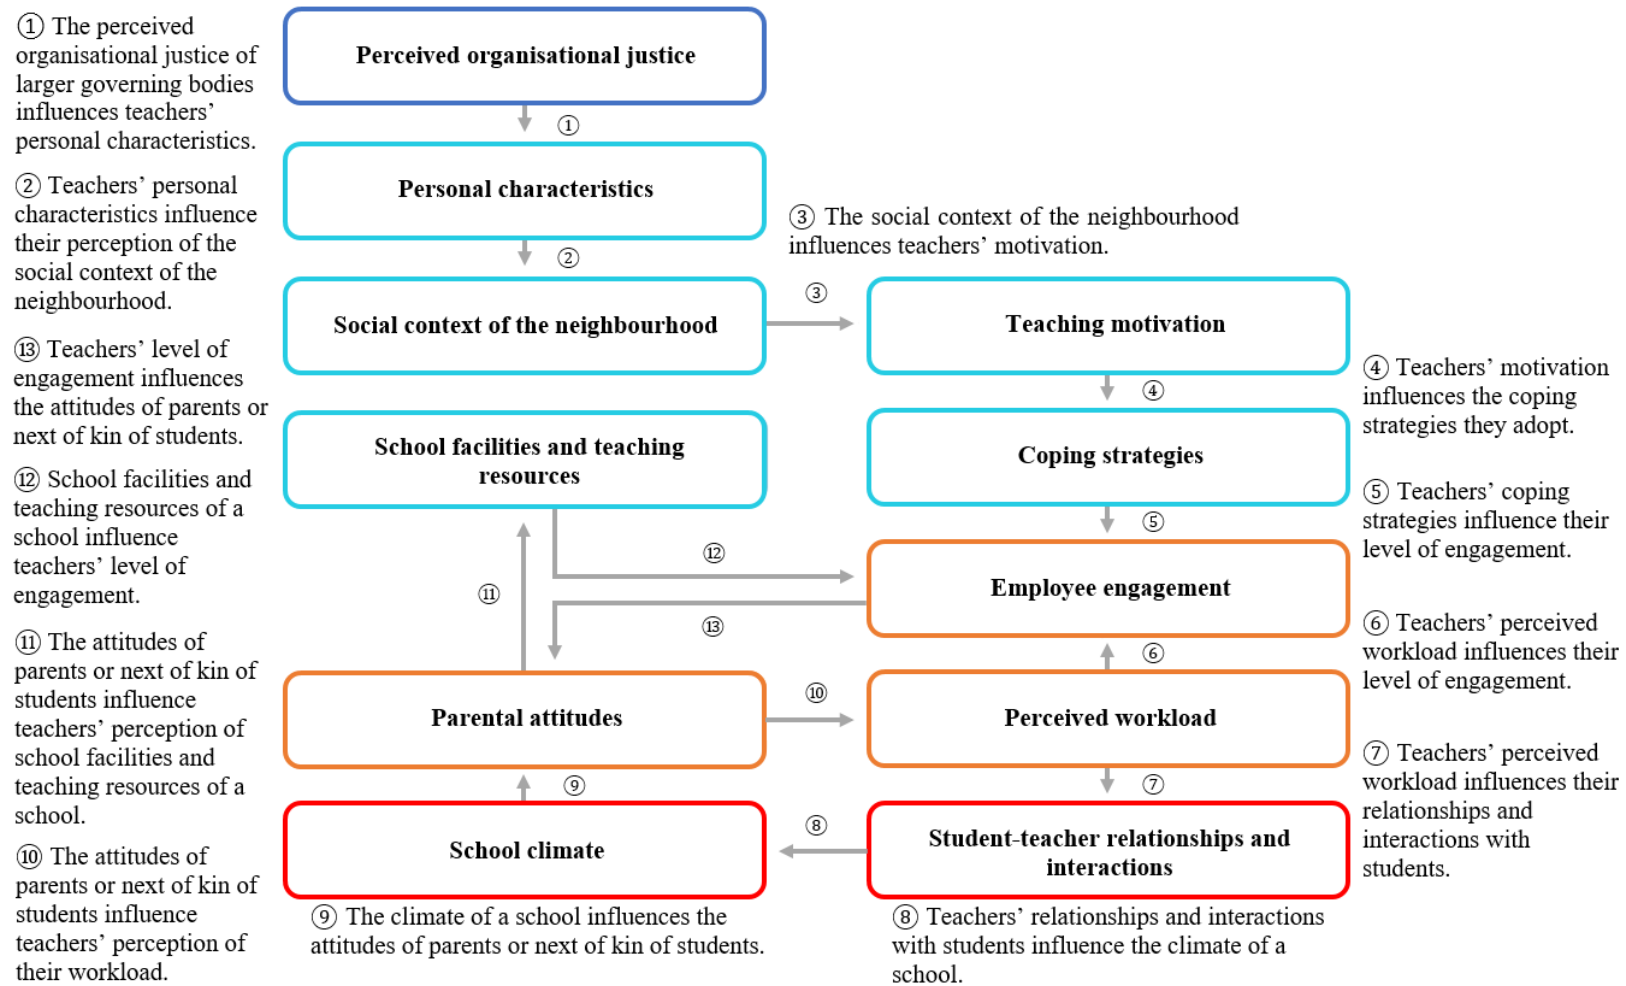 ① The perceived
organisational justice of
larger governing bodies
influences teachers’
personal characteristics.
Perceived organisational justice
①
② Teachers’ personal
characteristics influence
their perception of the
social context of the
neighbourhood.
Personal characteristics
②
③ The social context of the neighbourhood
influences teachers’ motivation.
Social context of the neighbourhood
③
Teaching motivation
④
④ Teachers’ motivation
influences the coping
strategies they adopt.
⑬ Teachers’ level of
engagement influences
the attitudes of parents or
next of kin of students.
School facilities and teaching
resources
Coping strategies
⑤
⑤ Teachers’ coping
strategies influence their
level of engagement.
⑫ School facilities and
teaching resources of a
school influence
teachers’ level of
engagement.
⑫
⑪
⑬
Employee engagement
⑥
⑥ Teachers’ perceived
workload influences their
level of engagement.
⑪ The attitudes of
parents or next of kin of
students influence
teachers’ perception of
school facilities and
teaching resources of a
school.
Parental attitudes
⑩
Perceived workload
⑦
⑦ Teachers’ perceived
workload influences their
relationships and
interactions with
students.
⑨
⑩ The attitudes of
parents or next of kin of
students influence
teachers’ perception of
their workload.
School climate
⑧
Student-teacher relationships and
interactions
⑨ The climate of a school influences the
attitudes of parents or next of kin of students.
⑧ Teachers’ relationships and interactions
with students influence the climate of a
school.